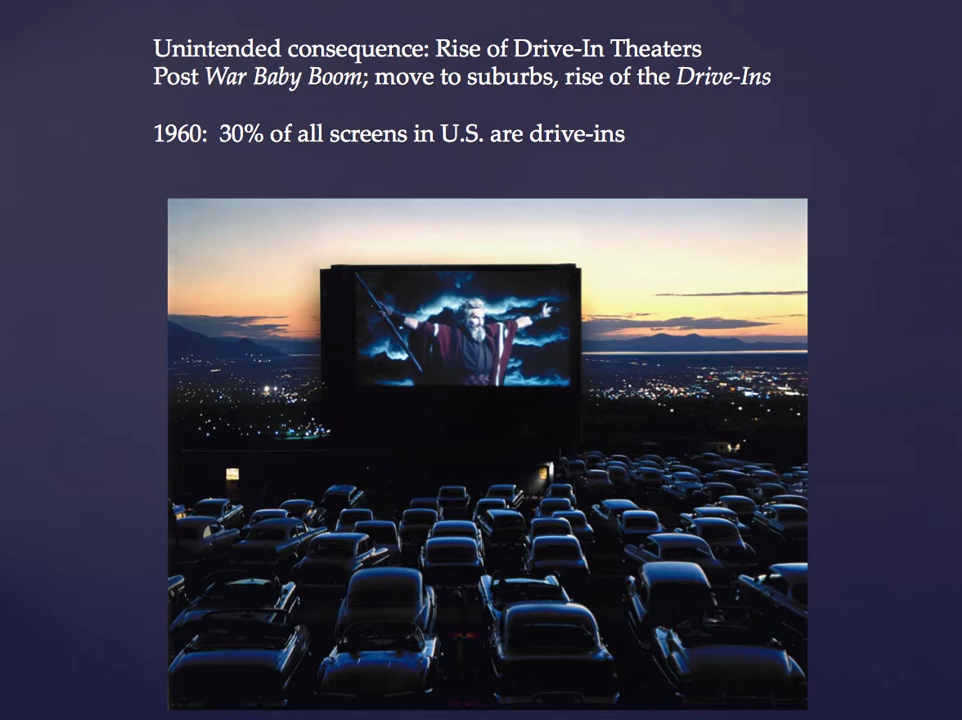 Unintended consequence: Rise of Drive-In Theaters
Post War Baby Boom; move to suburbs, rise of the Drive-Ins
1960: 30% of all screens in U.S. are drive-ins